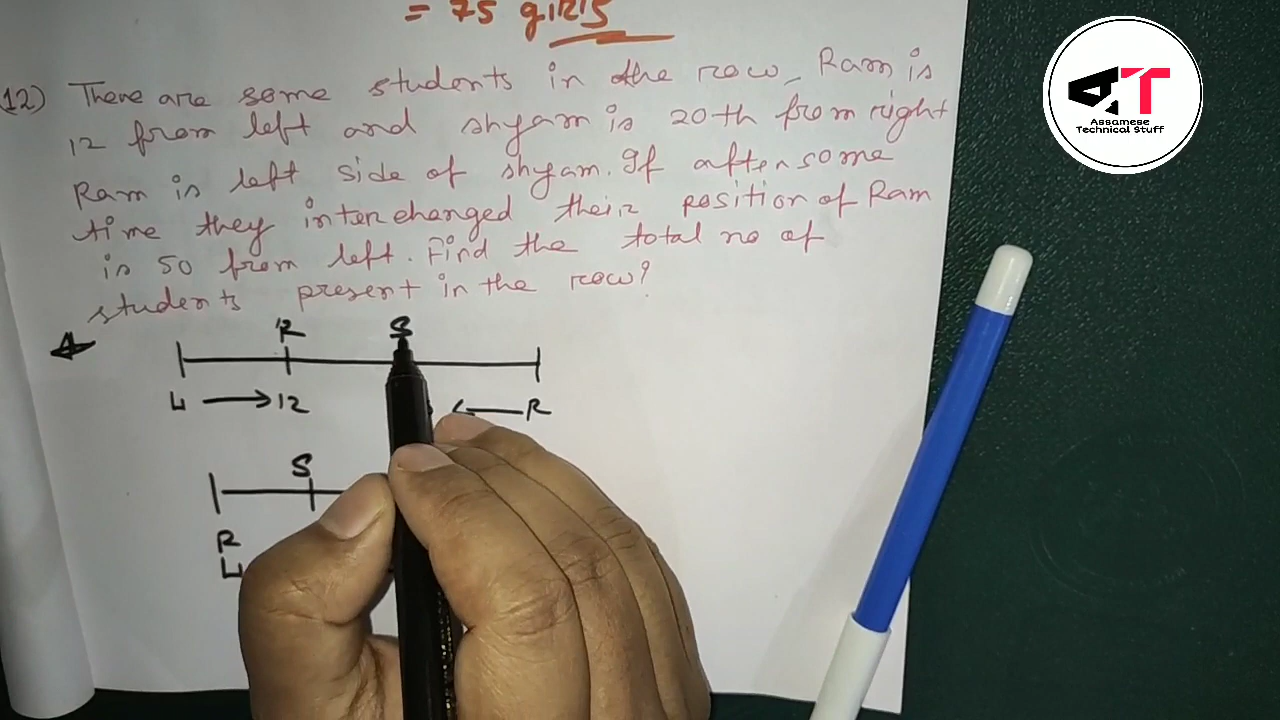 = 75 girls
12) There are some students in the row, Ram is
12 from left and shyam is 20th from right
Ram is left side of shyam. If after some
time they interchanged their position of Ram
is 50 from left. Find the total no of
students present in the row?
R S
L → 12 ← R
S
R
L
AT
Assamese
Technical Stuff